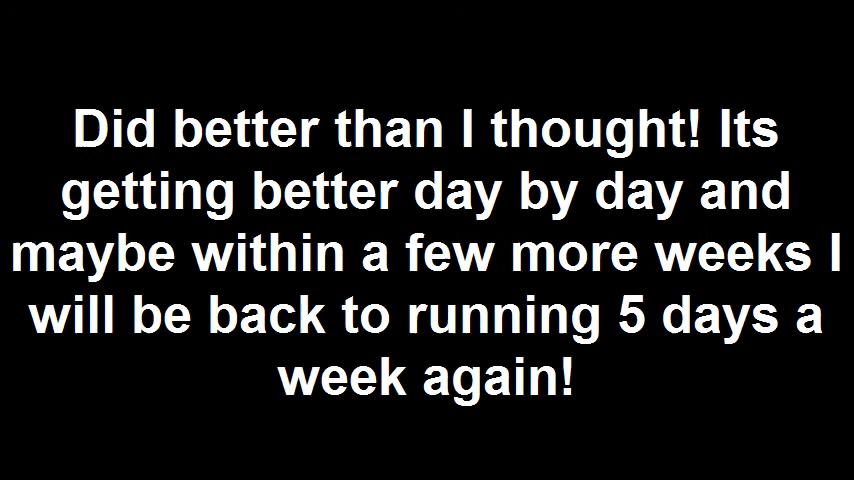 Did better than I thought! Its
getting better day by day and
maybe within a few more weeks I
will be back to running 5 days a
week again!